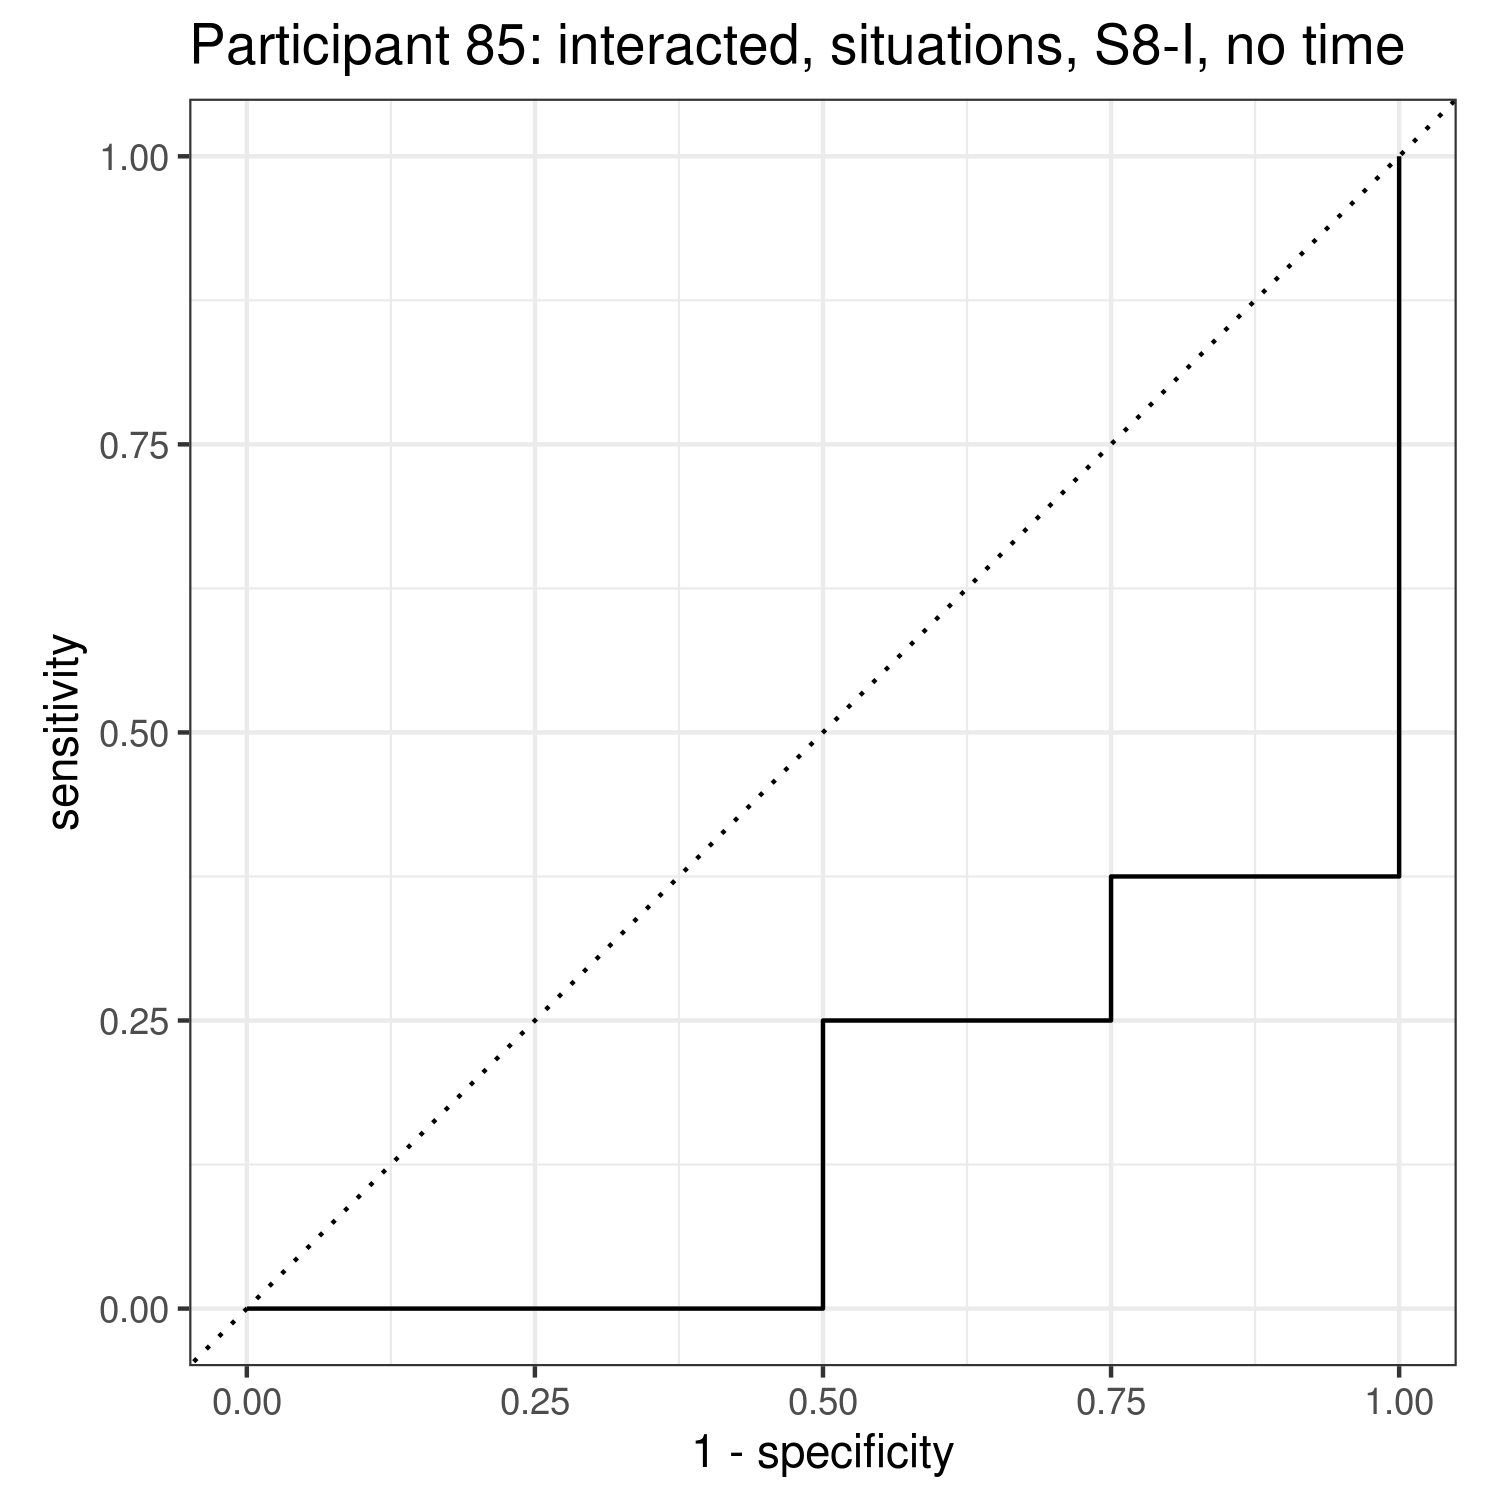 Participant 85: interacted, situations, S8-I, no time
1.00
0.75
0.50
0.25
0.00
sensitivity
0.00 0.25 0.50 0.75 1.00
1 - specificity